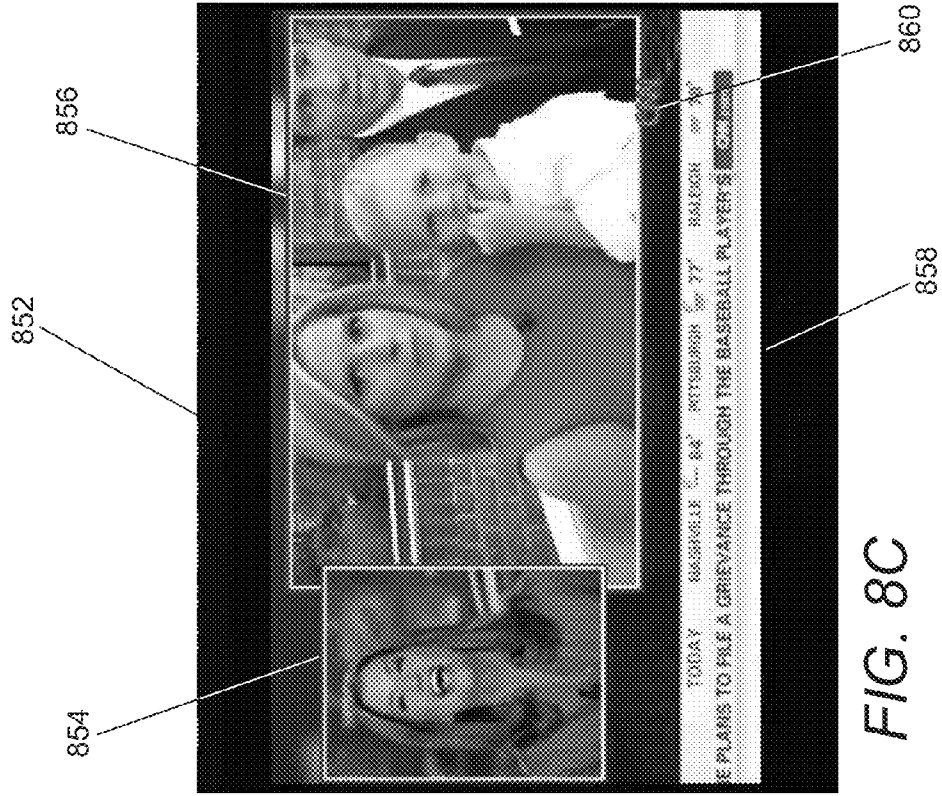 852
854
856
TODAY NASHVILLE 84° PITTSBURGH 77° RALEIGH
E PLANS TO FILE A GRIEVANCE THROUGH THE BASEBALL PLAYER'S
860
858
FIG. 8C